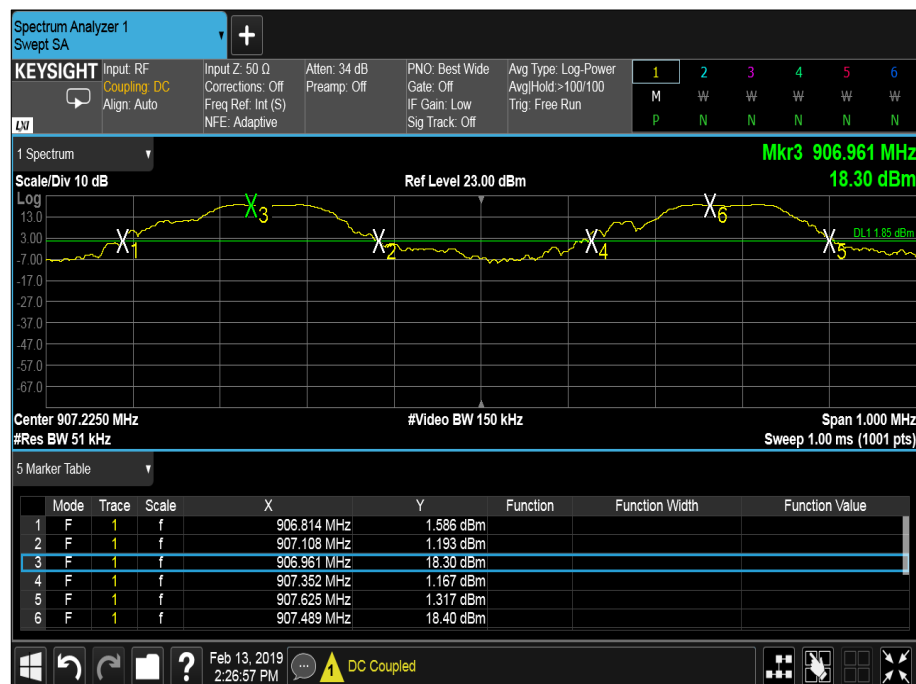 Spectrum Analyzer 1
Swept SA
+
KEYSIGHT
LXI
Input: RF
Coupling: DC
Align: Auto
Input Z: 50 Ω
Corrections: Off
Freq Ref: Int (S)
NFE: Adaptive
Atten: 34 dB
Preamp: Off
PNO: Best Wide
Gate: Off
IF Gain: Low
Sig Track: Off
Avg Type: Log-Power
Avg|Hold:>100/100
Trig: Free Run
1 2 3 4 5 6
M W W W W W
P N N N N N
1 Spectrum
Mkr3 906.961 MHz
Scale/Div 10 dB Ref Level 23.00 dBm 18.30 dBm
Log
13.0
3.00
-7.00
-17.0
-27.0
-37.0
-47.0
-57.0
-67.0
1
3
2
4
6
5
DL1 1.85 dBm
Center 907.2250 MHz #Video BW 150 kHz Span 1.000 MHz
#Res BW 51 kHz Sweep 1.00 ms (1001 pts)
5 Marker Table
Mode Trace Scale X Y Function Function Width Function Value
1 F 1 f 906.814 MHz 1.586 dBm
2 F 1 f 907.108 MHz 1.193 dBm
3 F 1 f 906.961 MHz 18.30 dBm
4 F 1 f 907.352 MHz 1.167 dBm
5 F 1 f 907.625 MHz 1.317 dBm
6 F 1 f 907.489 MHz 18.40 dBm
?
Feb 13, 2019
2:26:57 PM
1
DC Coupled